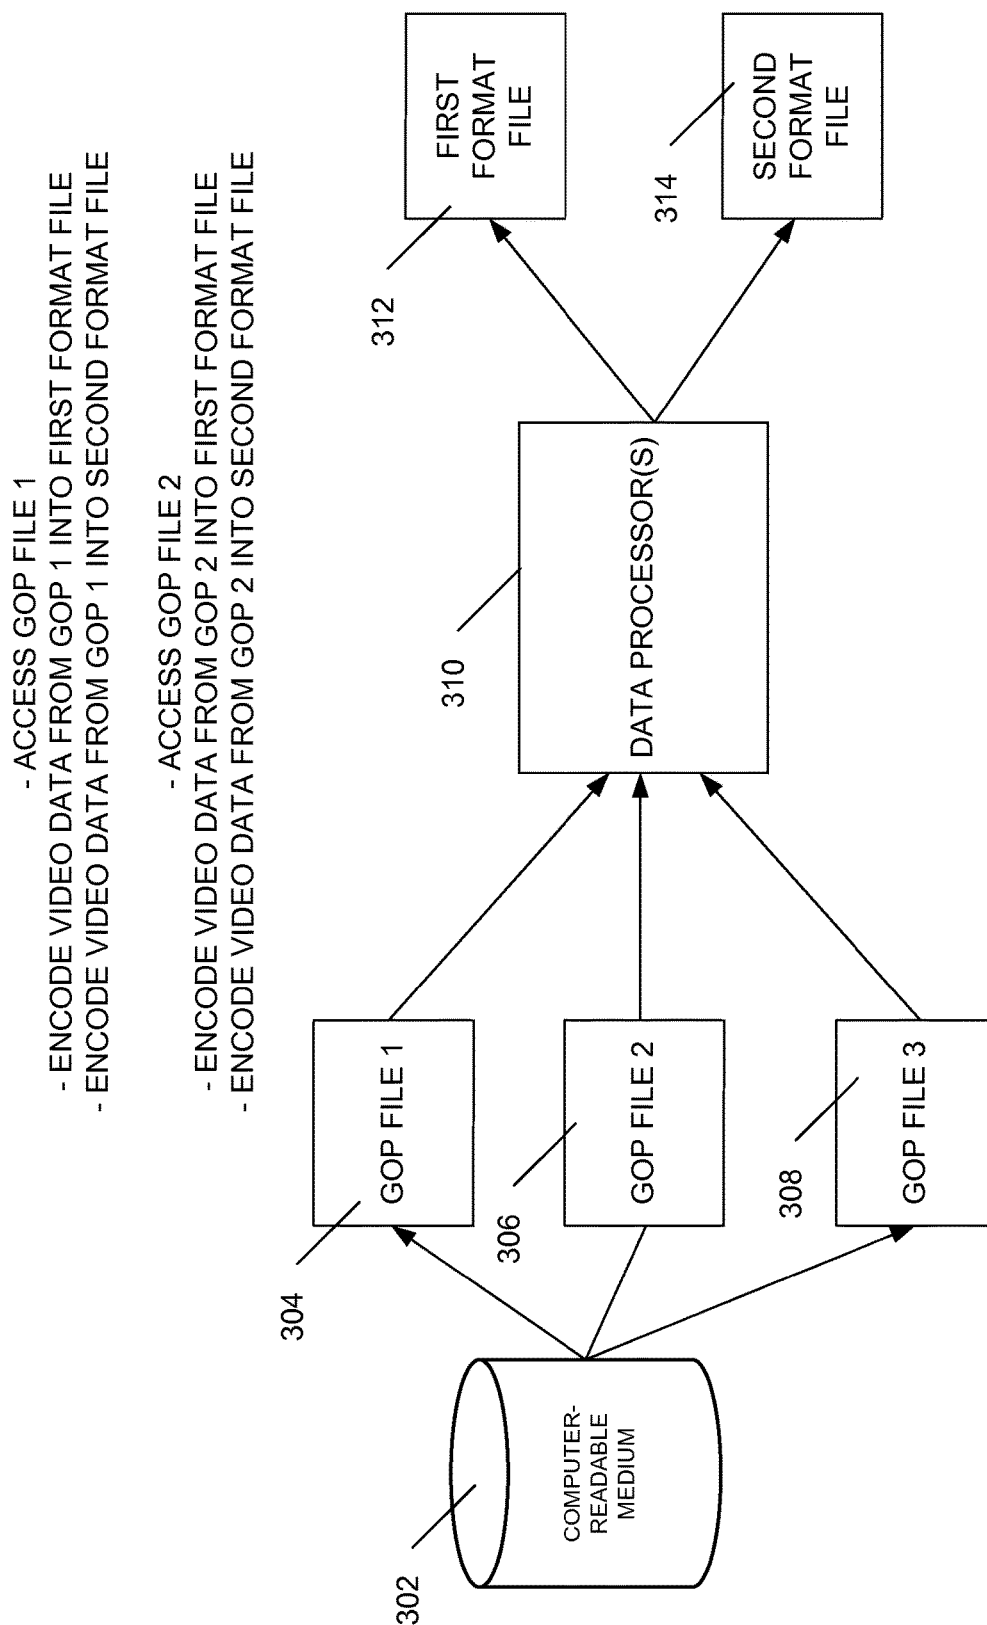 - ACCESS GOP FILE 1
- ENCODE VIDEO DATA FROM GOP 1 INTO FIRST FORMAT FILE
- ENCODE VIDEO DATA FROM GOP 1 INTO SECOND FORMAT FILE
- ACCESS GOP FILE 2
- ENCODE VIDEO DATA FROM GOP 2 INTO FIRST FORMAT FILE
- ENCODE VIDEO DATA FROM GOP 2 INTO SECOND FORMAT FILE
302
COMPUTER-
READABLE
MEDIUM
304
GOP FILE 1
306
GOP FILE 2
308
GOP FILE 3
310
DATA PROCESSOR(S)
312
FIRST
FORMAT
FILE
314
SECOND
FORMAT
FILE